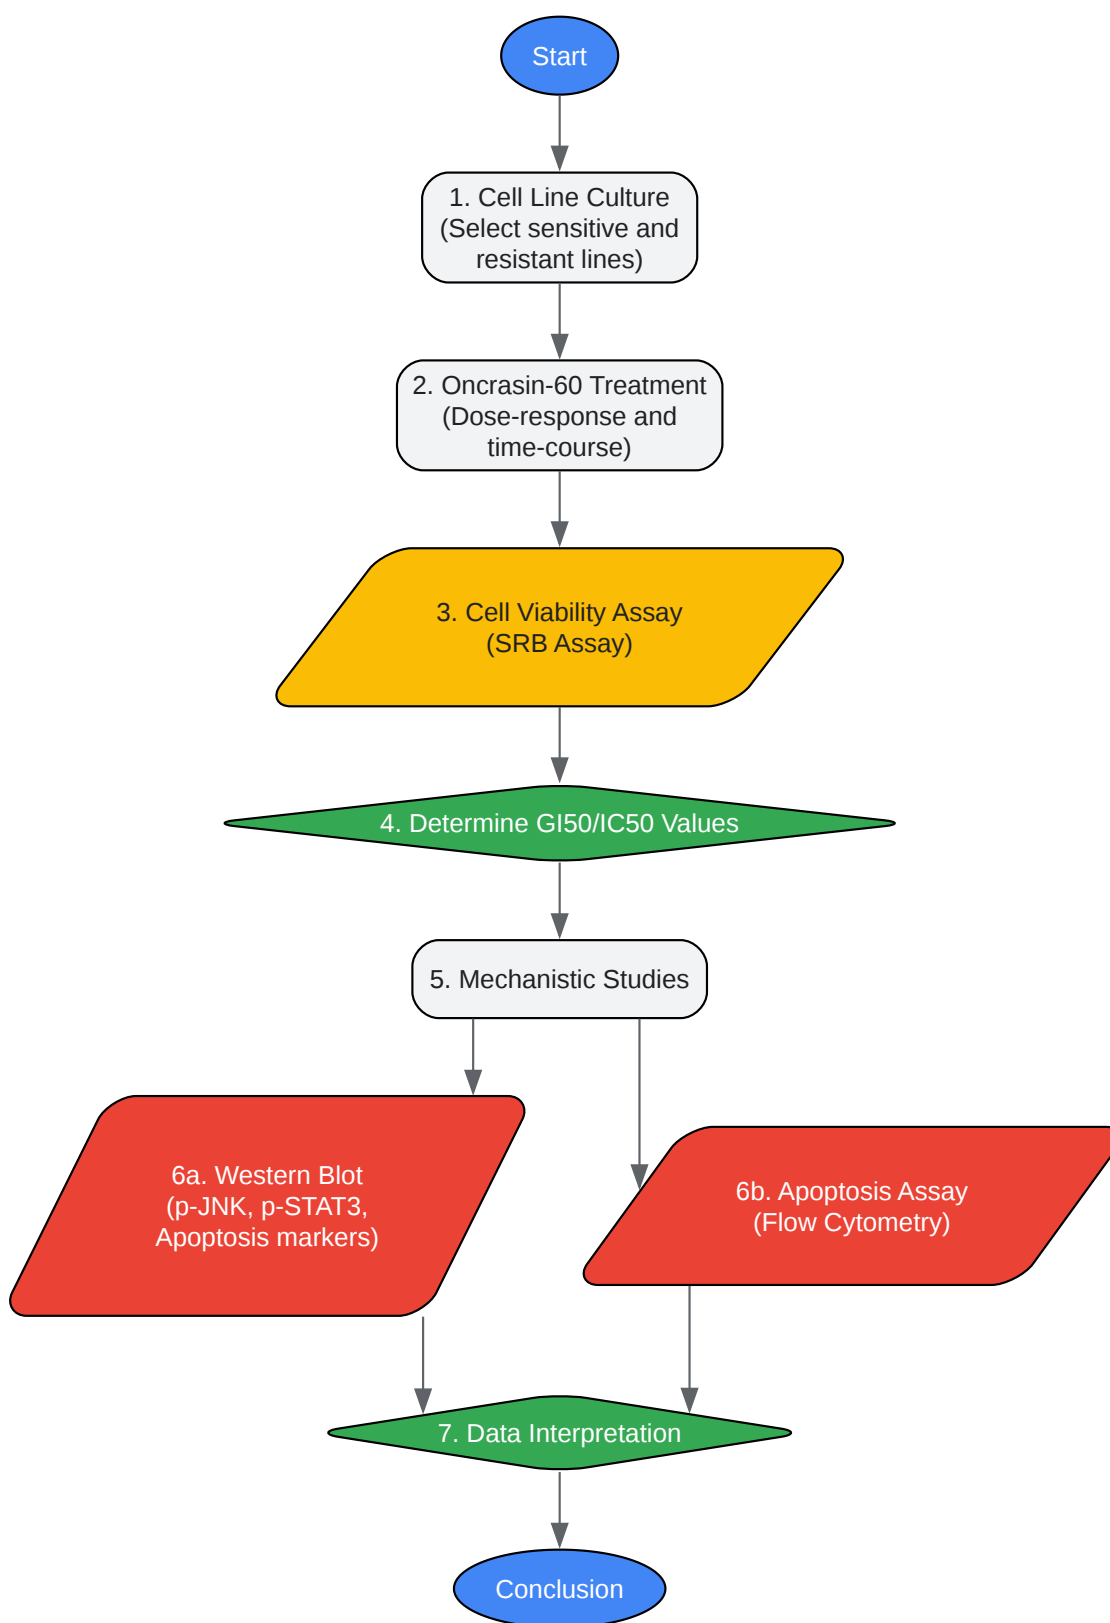 Start
1. Cell Line Culture
(Select sensitive and
resistant lines)
2. Oncrasin-60 Treatment
(Dose-response and
time-course)
3. Cell Viability Assay
(SRB Assay)
4. Determine GI50/IC50 Values
5. Mechanistic Studies
6a. Western Blot
(p-JNK, p-STAT3,
Apoptosis markers)
6b. Apoptosis Assay
(Flow Cytometry)
7. Data Interpretation
Conclusion